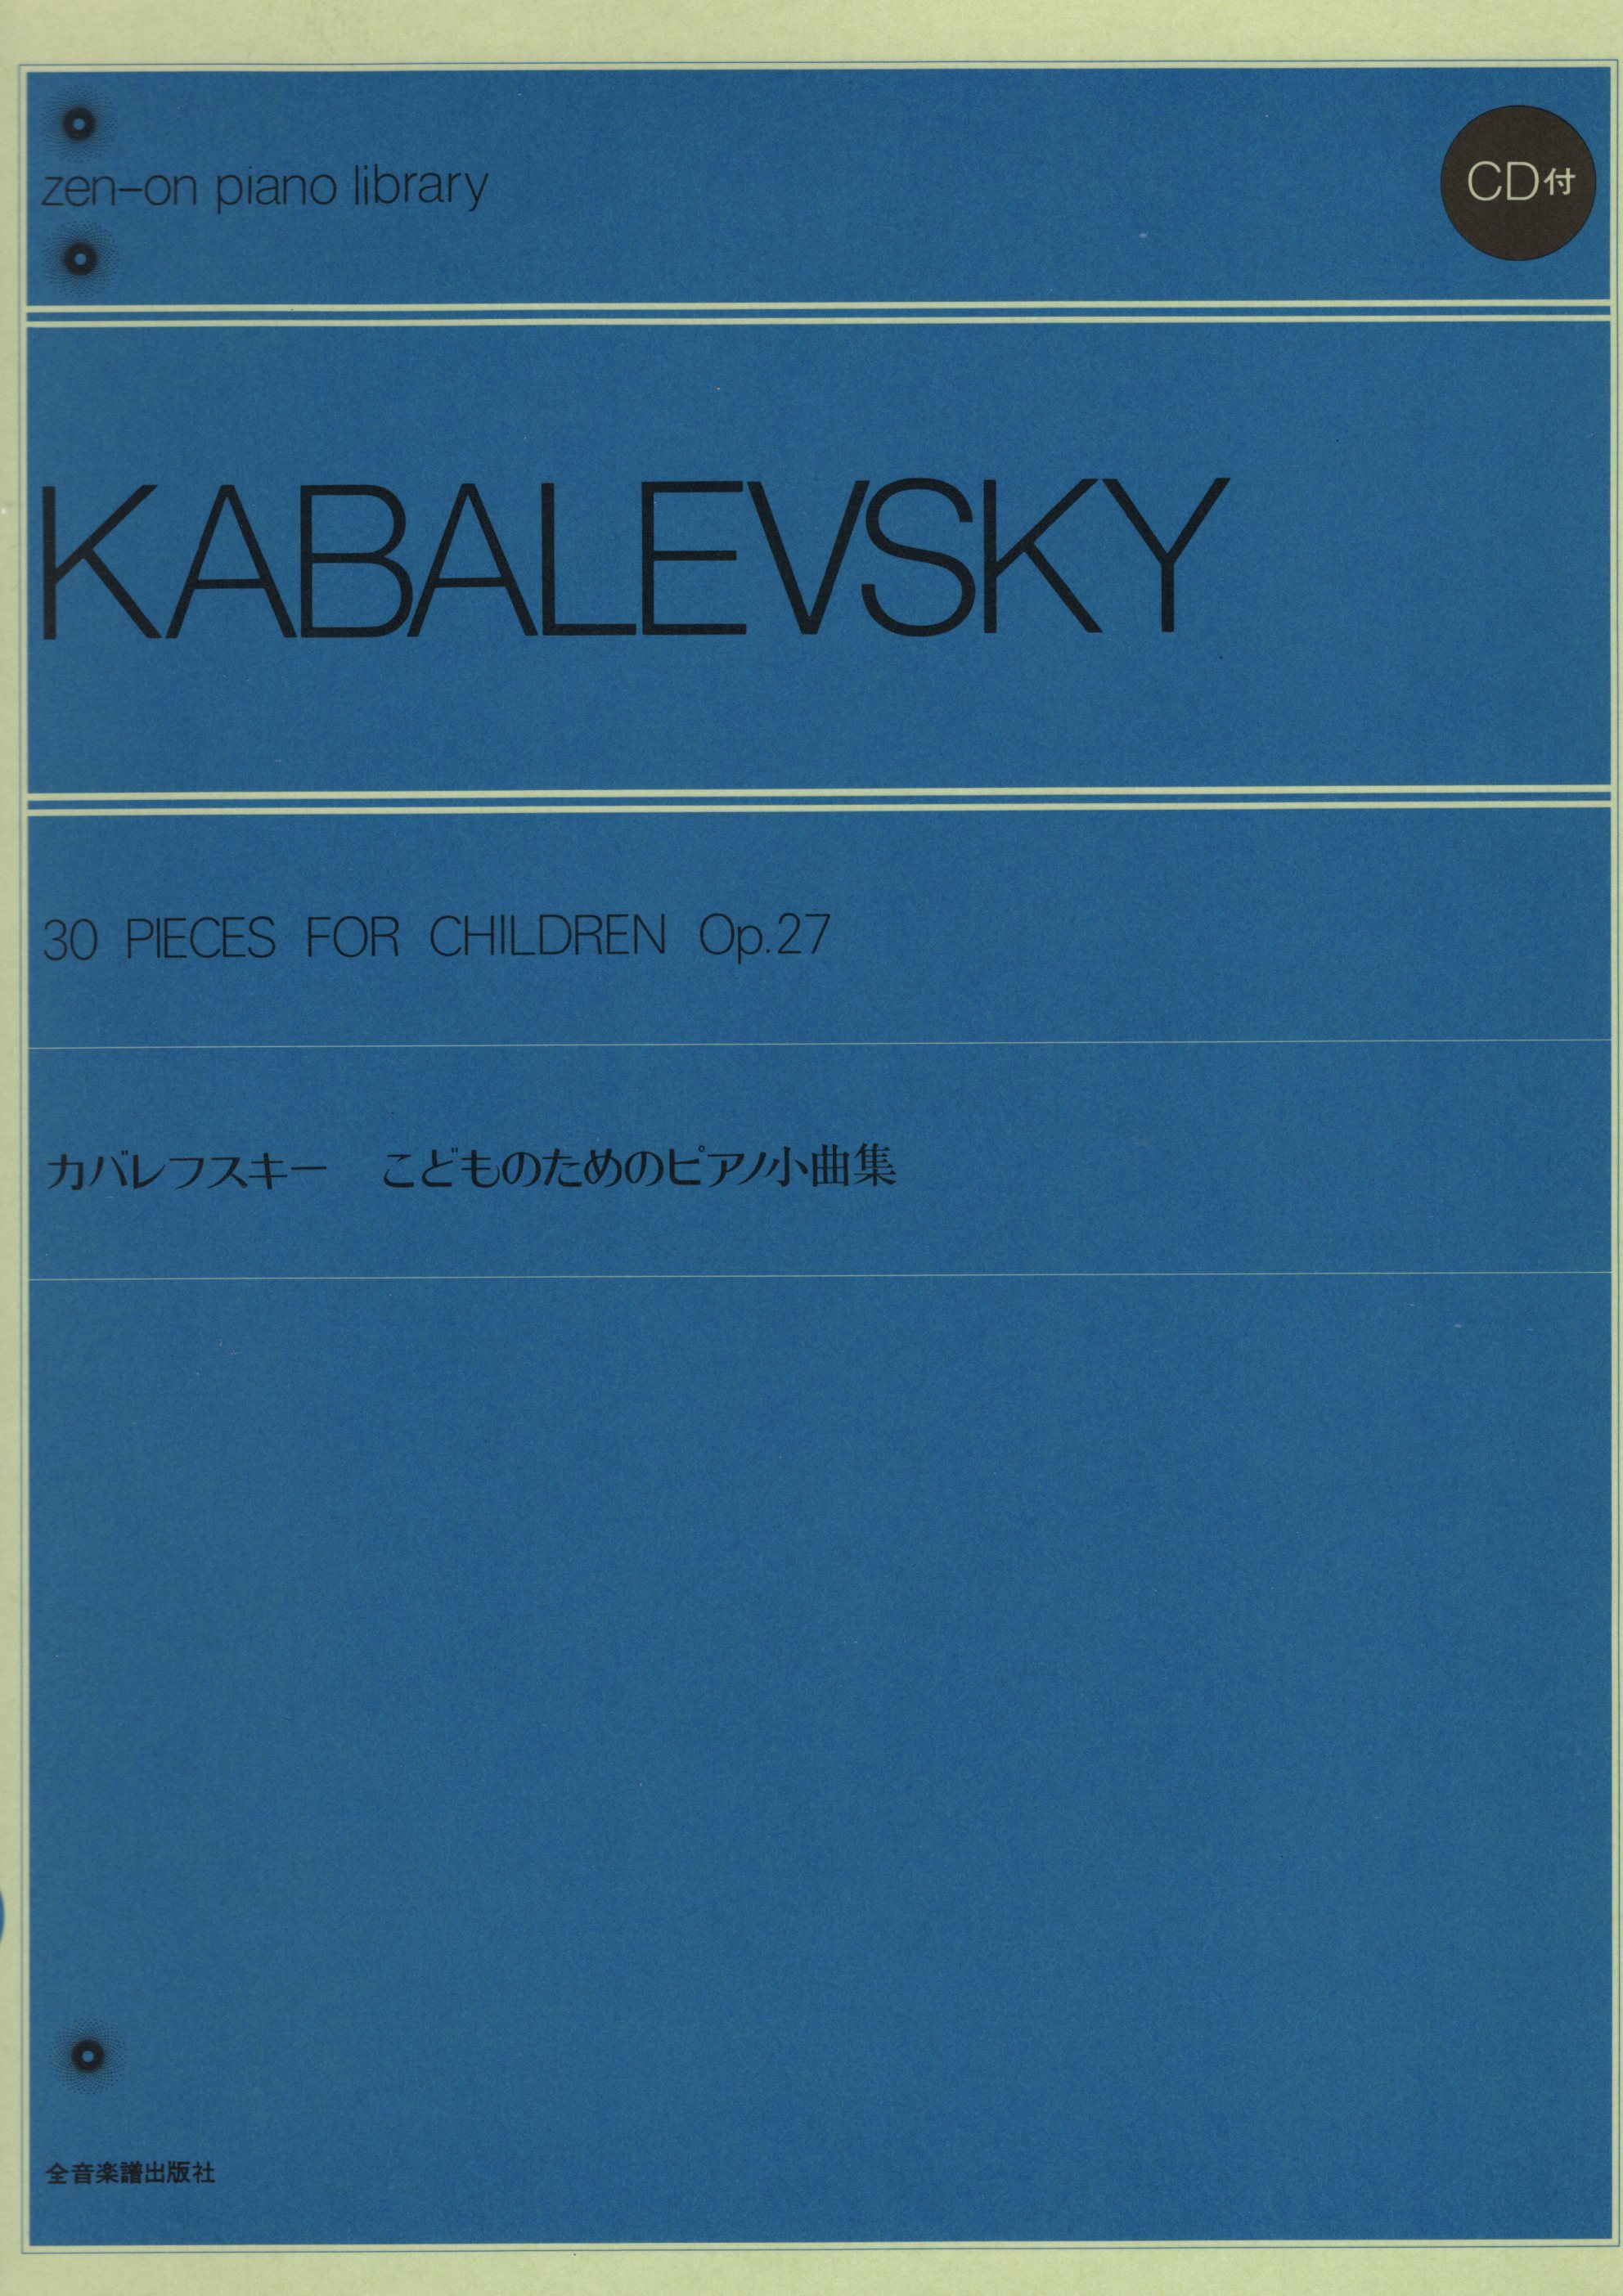 zen-on piano library
CD付
KABALEVSKY
30 PIECES FOR CHILDREN Op.27
カバレフスキー こどものためのピアノ小曲集
全音楽譜出版社